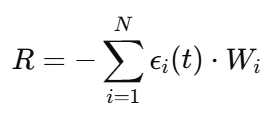 R = -\sum_{i=1}^{N} \epsilon_i(t) \cdot W_i